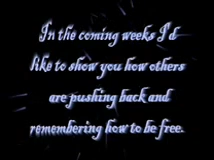 In the coming weeks I'd
like to show you how others
are pushing back and
remembering how to be free.